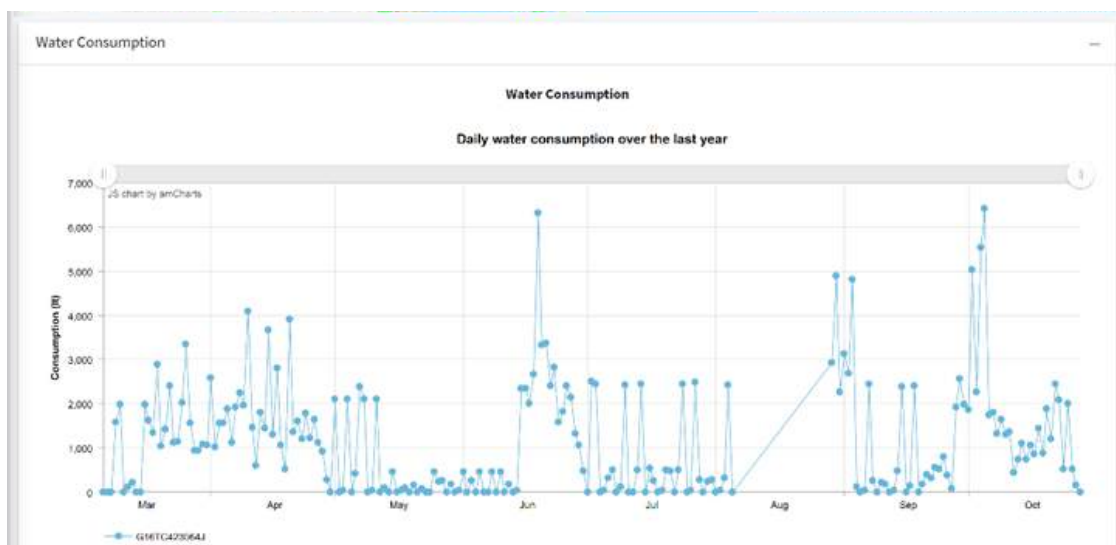 Water Consumption
Water Consumption
Daily water consumption over the last year
7,000
JS chart by amCharts
6,000
5,000
4,000
3,000
2,000
1,000
0
Consumption (lt)
Mar Apr May Jun Jul Aug Sep Oct